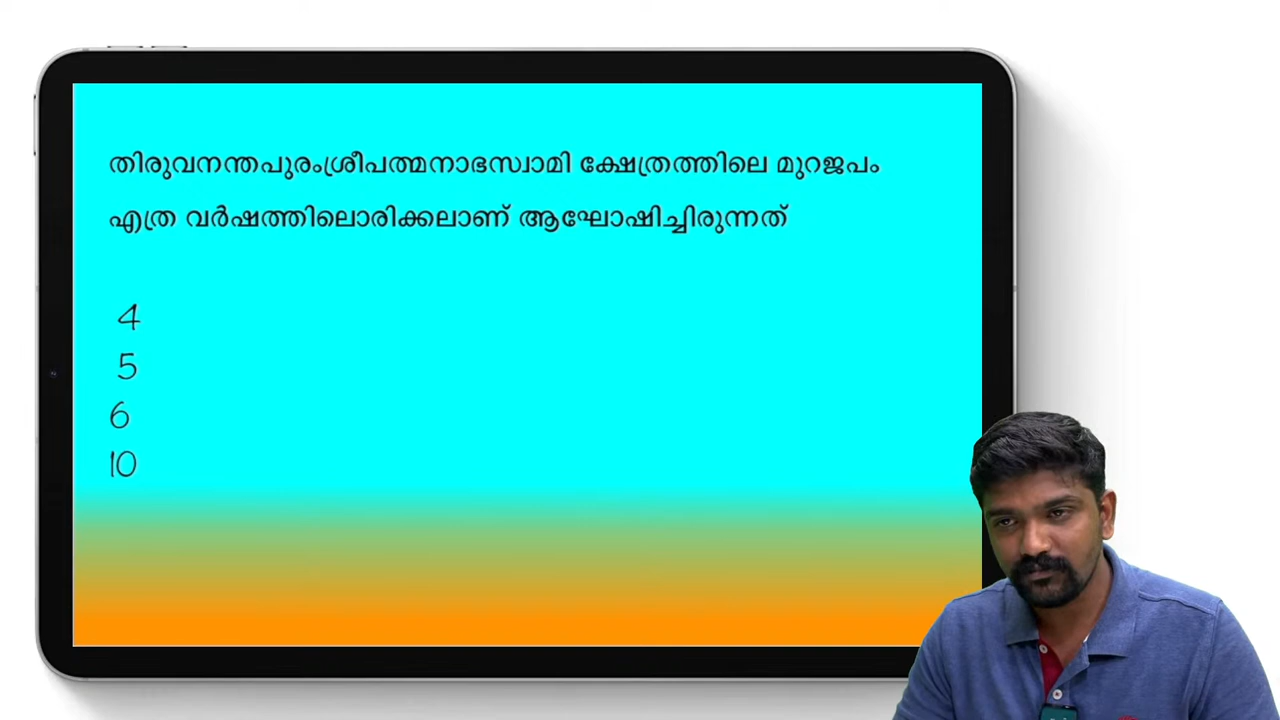 തിരുവനന്തപുരംശ്രീപത്മനാഭസ്വാമി ക്ഷേത്രത്തിലെ മുറജപം
എത്ര വർഷത്തിലൊരിക്കലാണ് ആഘോഷിച്ചിരുന്നത്
4
5
6
10